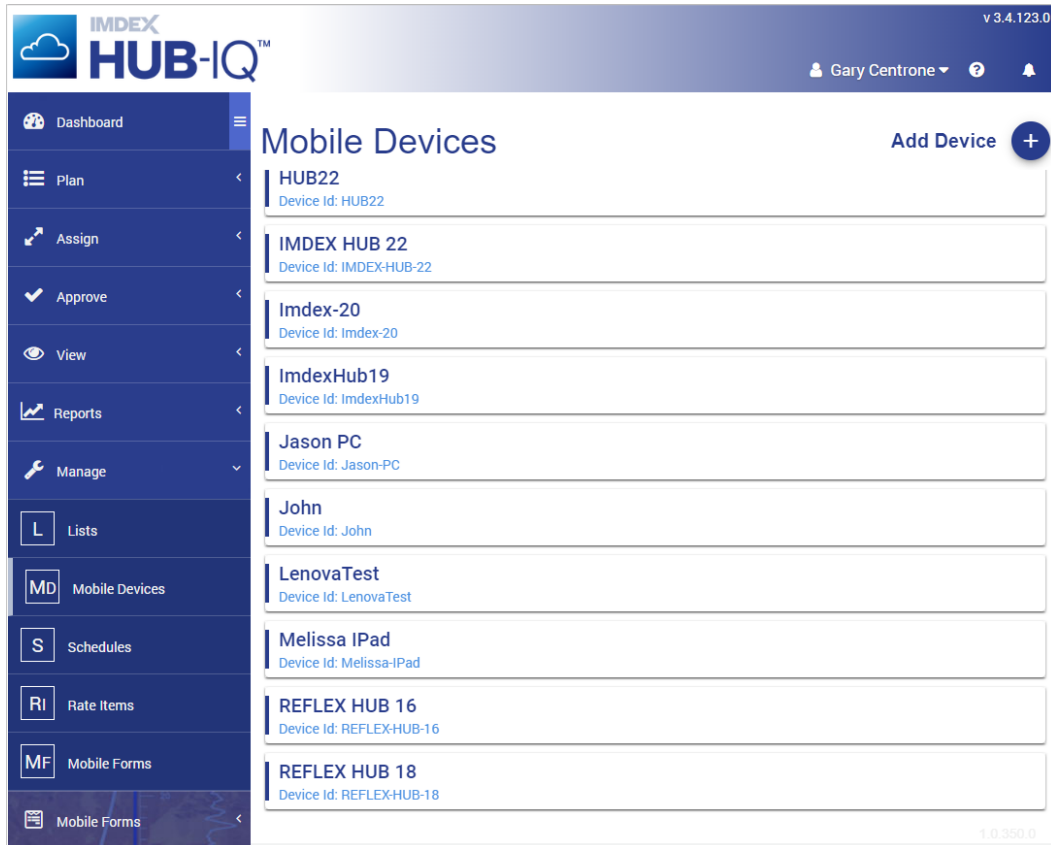 v 3.4.123.0
IMDEX
HUB-IQ™
Gary Centrone
Dashboard
Plan
Assign
Approve
View
Reports
Manage
L Lists
MD Mobile Devices
S Schedules
RI Rate Items
MF Mobile Forms
Mobile Forms
Mobile Devices
Add Device +
HUB22
Device Id: HUB22
IMDEX HUB 22
Device Id: IMDEX-HUB-22
Imdex-20
Device Id: Imdex-20
ImdexHub19
Device Id: ImdexHub19
Jason PC
Device Id: Jason-PC
John
Device Id: John
LenovaTest
Device Id: LenovaTest
Melissa IPad
Device Id: Melissa-IPad
REFLEX HUB 16
Device Id: REFLEX-HUB-16
REFLEX HUB 18
Device Id: REFLEX-HUB-18
1.0.350.0